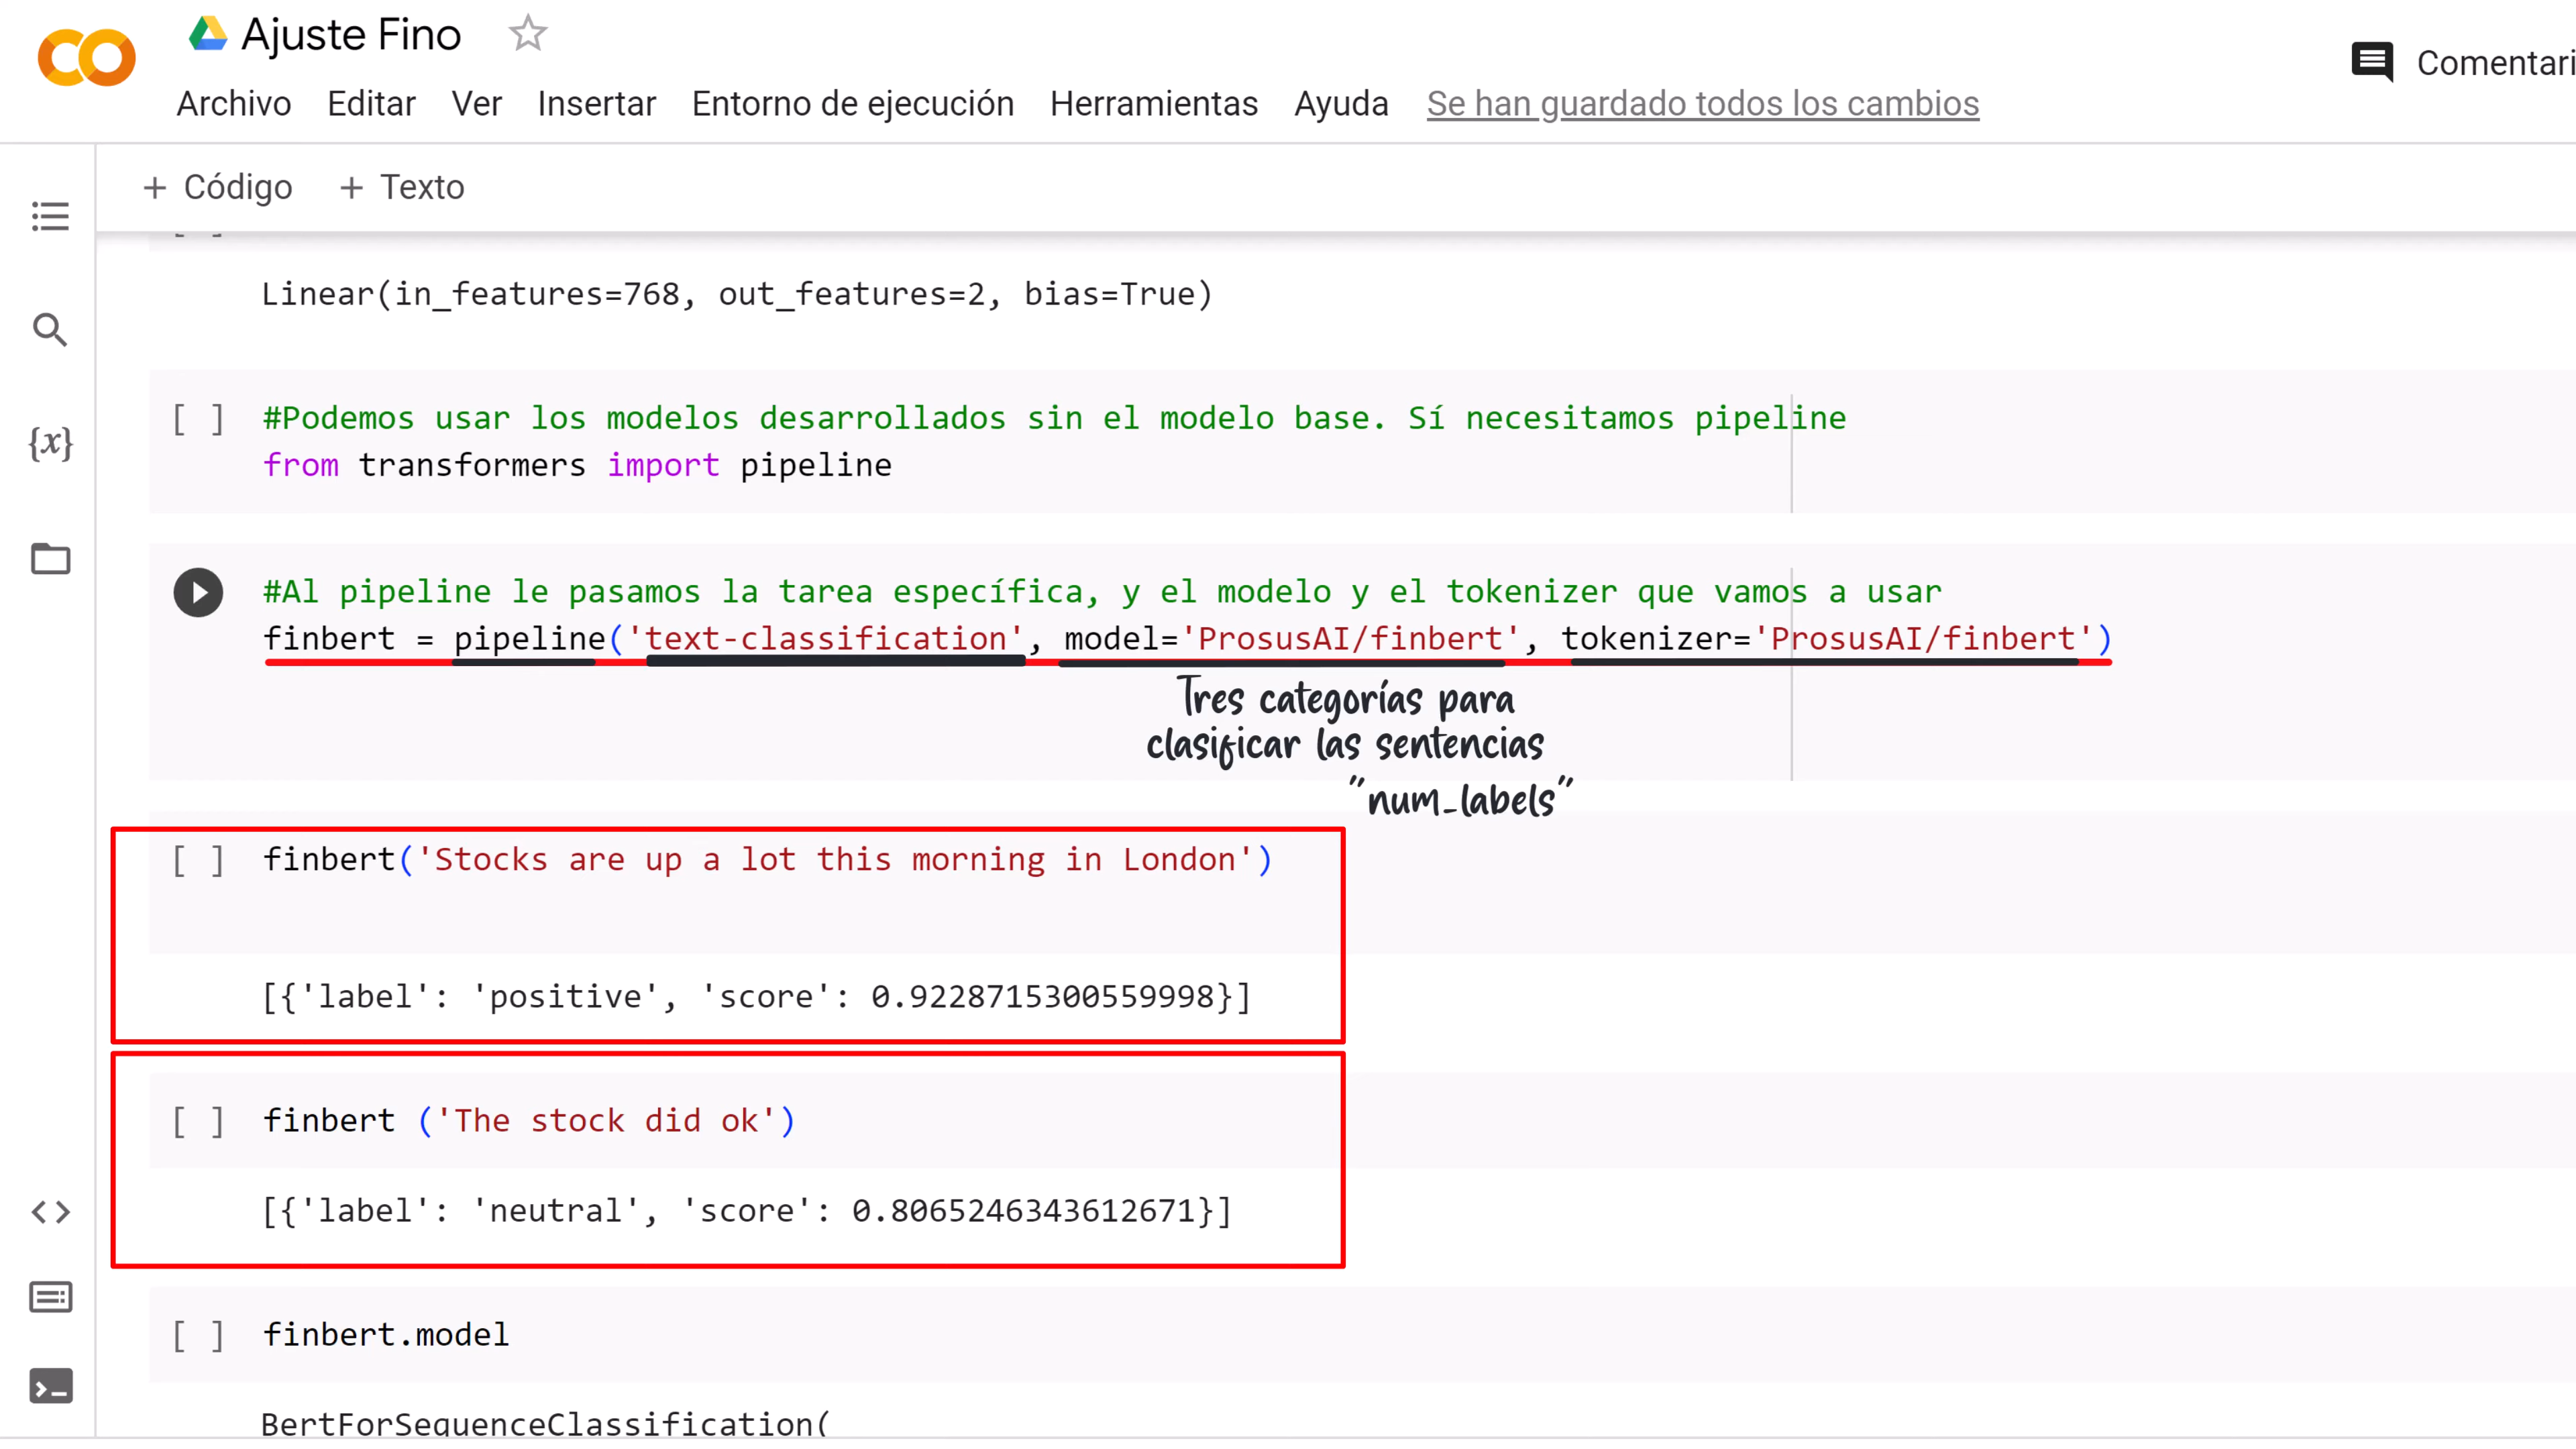 Ajuste Fino
Comentari
Archivo Editar Ver Insertar Entorno de ejecución Herramientas Ayuda Se han guardado todos los cambios
+ Código + Texto
Linear(in_features=768, out_features=2, bias=True)
[ ] #Podemos usar los modelos desarrollados sin el modelo base. Sí necesitamos pipeline
from transformers import pipeline
#Al pipeline le pasamos la tarea específica, y el modelo y el tokenizer que vamos a usar
finbert = pipeline('text-classification', model='ProsusAI/finbert', tokenizer='ProsusAI/finbert')
Tres categorías para
clasificar las sentencias
"num_labels"
[ ] finbert('Stocks are up a lot this morning in London')
[{'label': 'positive', 'score': 0.9228715300559998}]
[ ] finbert ('The stock did ok')
[{'label': 'neutral', 'score': 0.8065246343612671}]
[ ] finbert.model
BertForSequenceClassification(